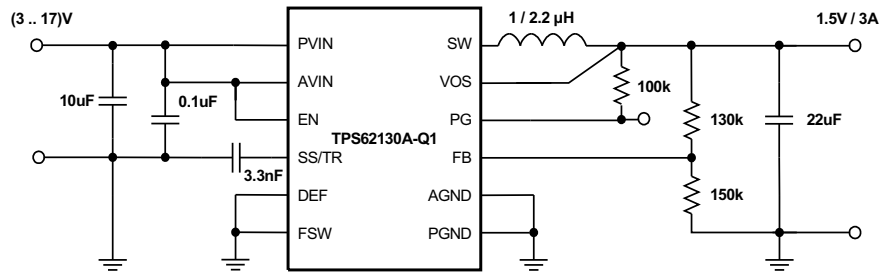 (3 .. 17)V
1 / 2.2 µH
1.5V / 3A
PVIN
SW
AVIN
VOS
10uF
0.1uF
100k
EN
PG
130k
22uF
TPS62130A-Q1
SS/TR
FB
3.3nF
DEF
AGND
150k
FSW
PGND